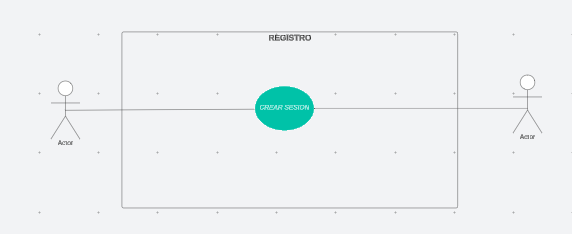 REGISTRO
CREAR SESION
Actor
Actor